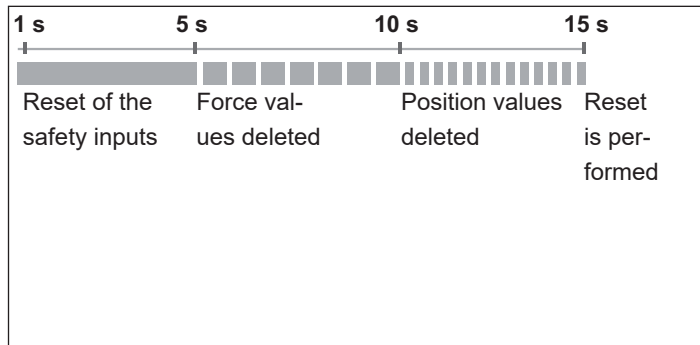 1 s 5 s 10 s 15 s
Reset of the
safety inputs
Force val-
ues deleted
Position values
deleted
Reset
is per-
formed